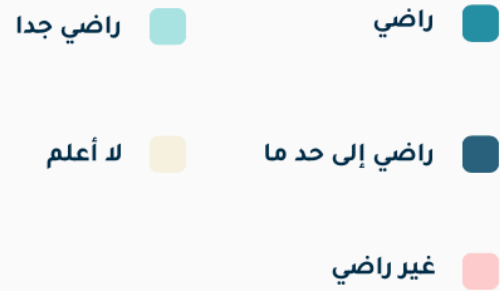 راضي
راضي جدا
راضي إلى حد ما
لا أعلم
غير راضي